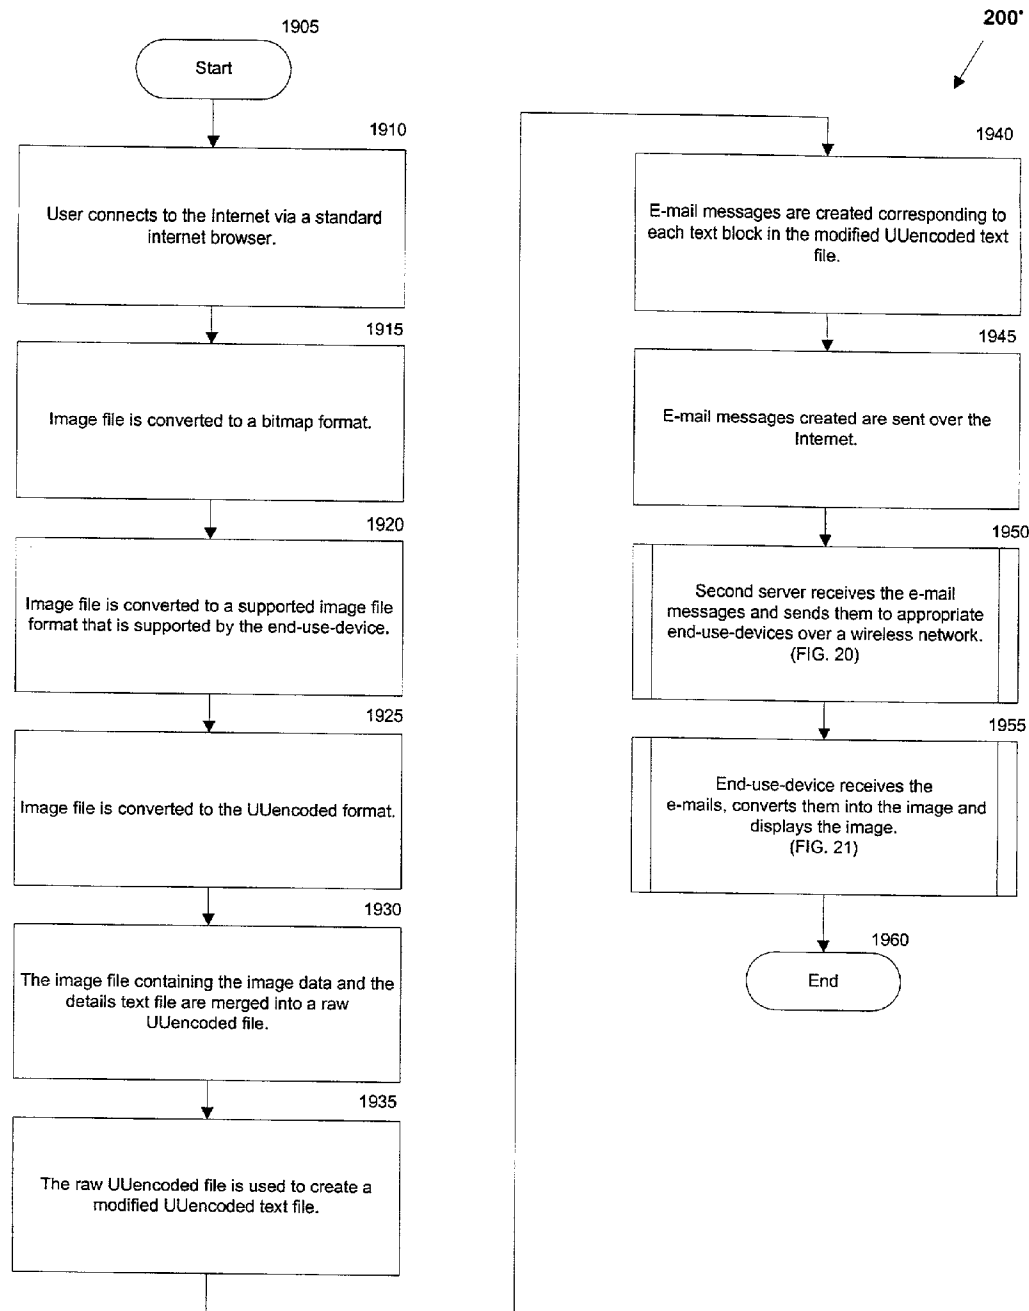 200'
1905
Start
1910
User connects to the Internet via a standard
internet browser.
1915
Image file is converted to a bitmap format.
1920
Image file is converted to a supported image file
format that is supported by the end-use-device.
1925
Image file is converted to the UUencoded format.
1930
The image file containing the image data and the
details text file are merged into a raw
UUencoded file.
1935
The raw UUencoded file is used to create a
modified UUencoded text file.
1940
E-mail messages are created corresponding to
each text block in the modified UUencoded text
file.
1945
E-mail messages created are sent over the
Internet.
1950
Second server receives the e-mail
messages and sends them to appropriate
end-use-devices over a wireless network.
(FIG. 20)
1955
End-use-device receives the
e-mails, converts them into the image and
displays the image.
(FIG. 21)
1960
End